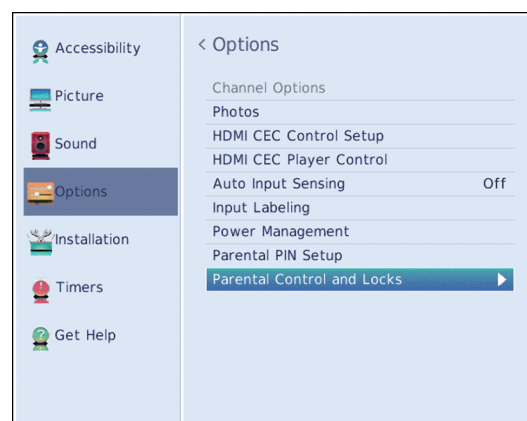 Accessibility
Picture
Sound
Options
Installation
Timers
Get Help
< Options
Channel Options
Photos
HDMI CEC Control Setup
HDMI CEC Player Control
Auto Input Sensing Off
Input Labeling
Power Management
Parental PIN Setup
Parental Control and Locks